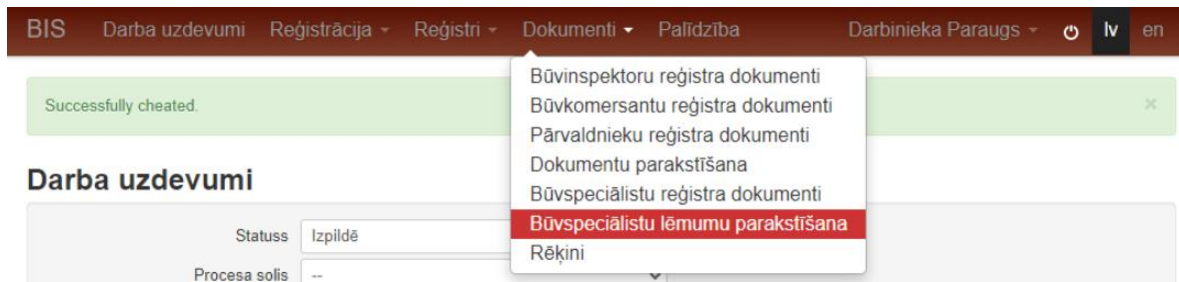 BIS Darba uzdevumi Reģistrācija Reģistri Dokumenti Palīdzība Darbinieka Paraugs lv en
Būvinspektoru reģistra dokumenti
Būvkomersantu reģistra dokumenti
Successfully cheated. ×
Pārvaldnieku reģistra dokumenti
Dokumentu parakstīšana
Darba uzdevumi
Būvspeciālistu reģistra dokumenti
Būvspeciālistu lēmumu parakstīšana
Statuss Izpildē
Rēķini
Procesa solis --